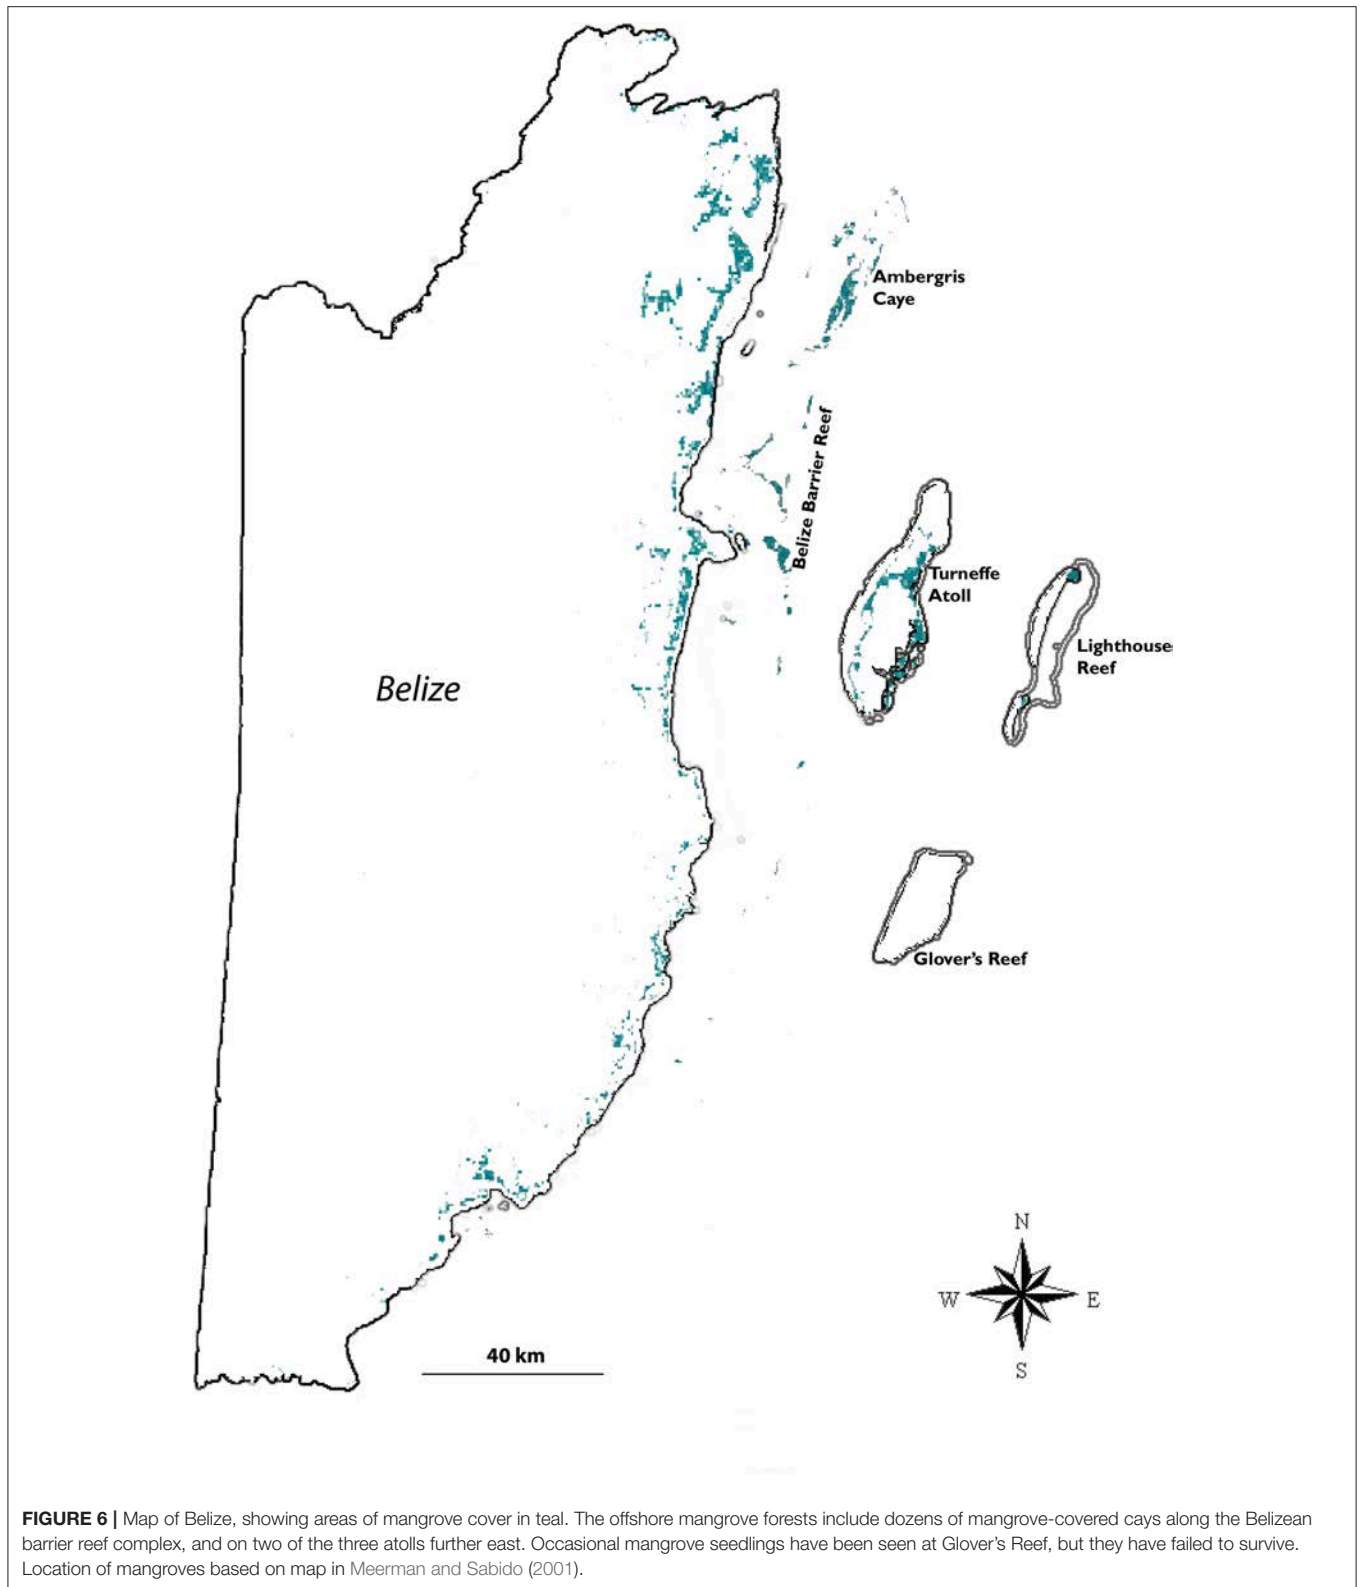 Ambergris
Caye
Belize Barrier Reef
Turneffe
Atoll
Lighthouse
Reef
Belize
Glover's Reef
N
W E
S
40 km
FIGURE 6 | Map of Belize, showing areas of mangrove cover in teal. The offshore mangrove forests include dozens of mangrove-covered cays along the Belizean
barrier reef complex, and on two of the three atolls further east. Occasional mangrove seedlings have been seen at Glover's Reef, but they have failed to survive.
Location of mangroves based on map in Meerman and Sabido (2001).